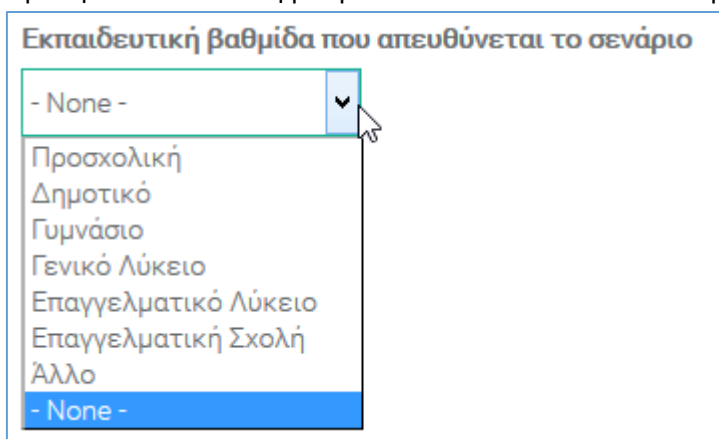 Εκπαιδευτική βαθμίδα που απευθύνεται το σενάριο
- None -
Προσχολική
Δημοτικό
Γυμνάσιο
Γενικό Λύκειο
Επαγγελματικό Λύκειο
Επαγγελματική Σχολή
Άλλο
- None -